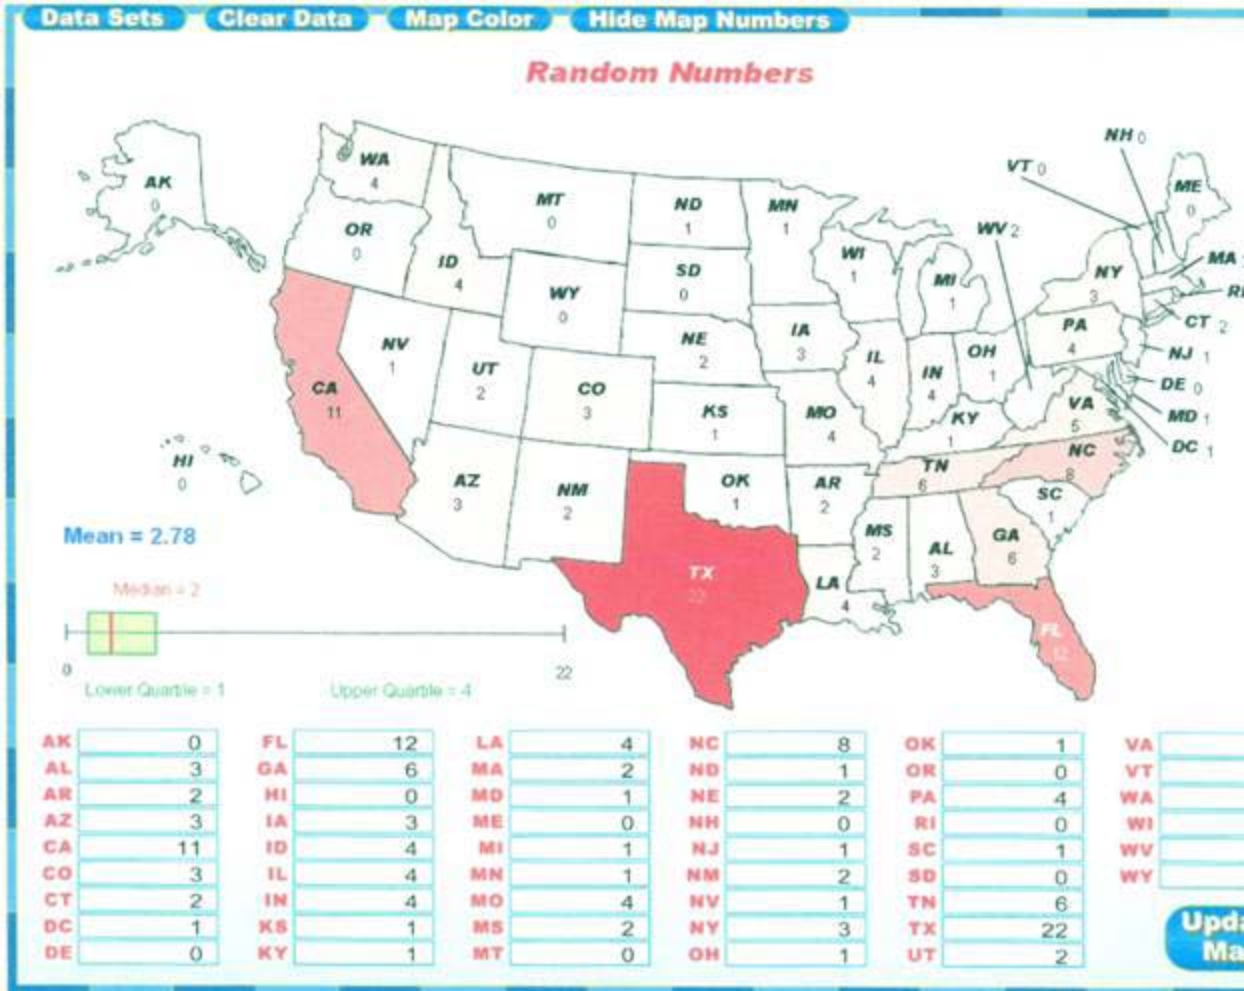 Data Sets Clear Data Map Color Hide Map Numbers
Random Numbers
NH 0
VT 0
WA
4
AK
0
MT
0
ND
1
MN
1
ME
0
OR
0
WV 2
WI
1
ID
4
SD
0
MI
1
NY
3
MA
WY
0
RI
CT 2
PA
4
NE
2
IA
3
NV
1
IL
4
OH
1
NJ 1
UT
2
IN
4
DE 0
CA
11
CO
3
VA
5
KS
1
MO
4
KY
1
MD 1
DC 1
NC
8
HI
0
TN
6
AZ
3
NM
2
OK
1
AR
2
SC
1
MS
2
AL
3
GA
6
Mean = 2.78
TX
22
LA
4
Median = 2
FL
12
0 22
Lower Quartile = 1 Upper Quartile = 4
AK 0 FL 12 LA 4 NC 8 OK 1 VA
AL 3 GA 6 MA 2 ND 1 OR 0 VT
AR 2 HI 0 MD 1 NE 2 PA 4 WA
AZ 3 IA 3 ME 0 NH 0 RI 0 WI
CA 11 ID 4 MI 1 NJ 1 SC 1 WV
CO 3 IL 4 MN 1 NM 2 SD 0 WY
CT 2 IN 4 MO 4 NV 1 TN 6
DC 1 KS 1 MS 2 NY 3 TX 22
DE 0 KY 1 MT 0 OH 1 UT 2